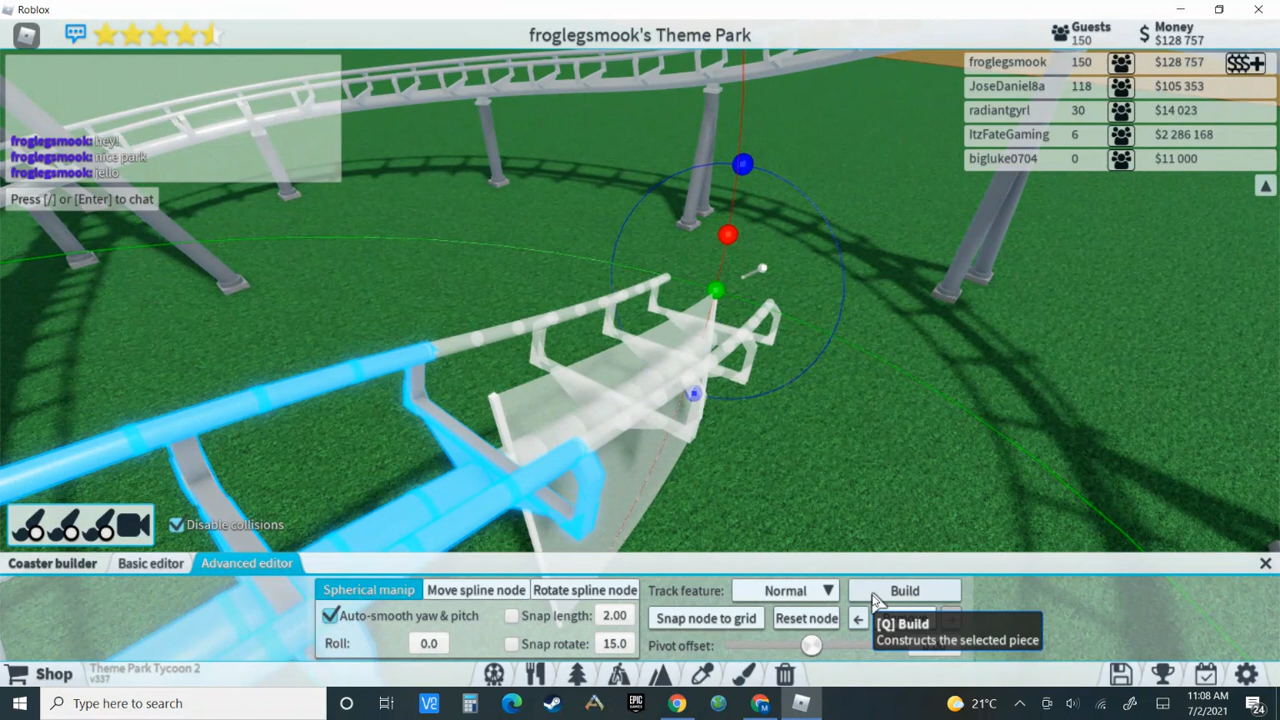 Roblox
froglegsmook's Theme Park
Guests
150
Money
$128 757
froglegsmook 150 $128 757
JoseDaniel8a 118 $105 353
radiantgyrl 30 $14 023
ItzFateGaming 6 $2 286 168
bigluke0704 0 $11 000
froglegsmook: hey!
froglegsmook: nice park
froglegsmook: jello
Press [/] or [Enter] to chat
Disable collisions
Coaster builder Basic editor Advanced editor
Spherical manip Move spline node Rotate spline node Track feature: Normal Build
Auto-smooth yaw & pitch Snap length: 2.00 Snap node to grid Reset node
Roll: 0.0 Snap rotate: 15.0 Pivot offset:
[Q] Build
Constructs the selected piece
Shop
Theme Park Tycoon 2
v337
Type here to search
21°C
11:08 AM
7/2/2021
24